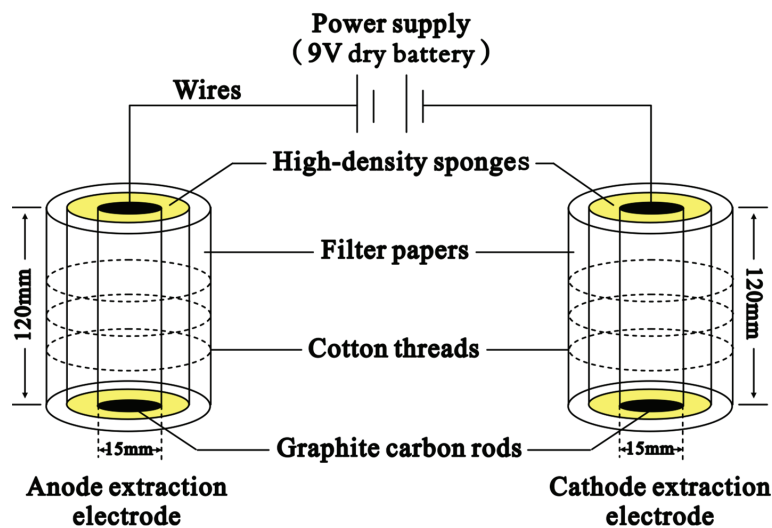 Power supply
( 9V dry battery )
Wires
High-density sponges
Filter papers
120mm
120mm
Cotton threads
Graphite carbon rods
15mm
15mm
Anode extraction
electrode
Cathode extraction
electrode